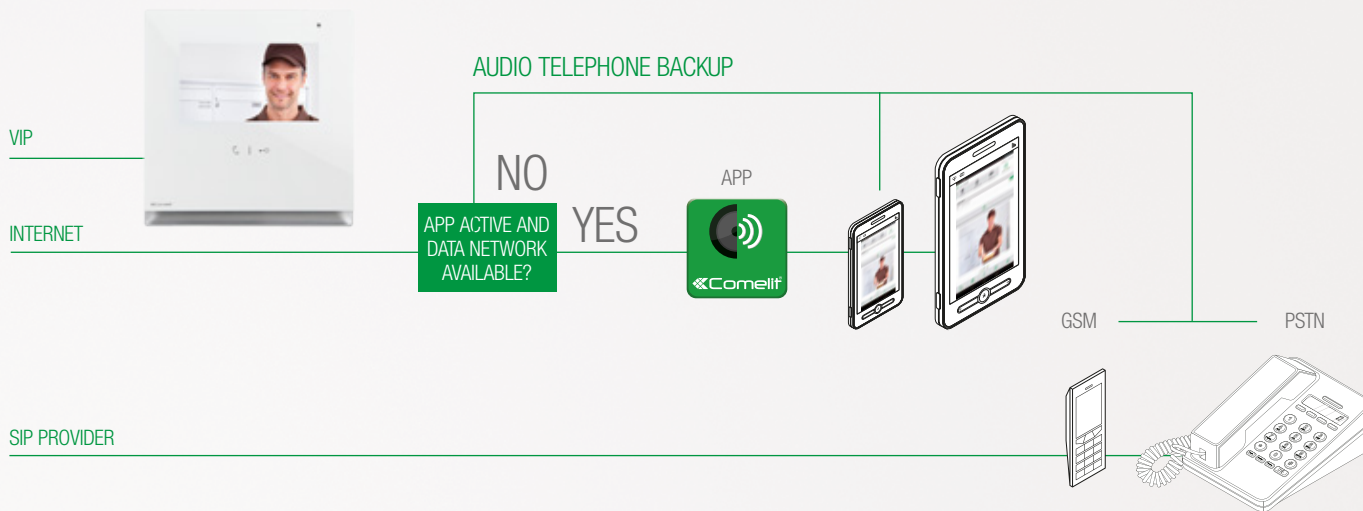 AUDIO TELEPHONE BACKUP
VIP
NO
APP
INTERNET
APP ACTIVE AND
DATA NETWORK
AVAILABLE?
YES
Comelit
GSM
PSTN
SIP PROVIDER